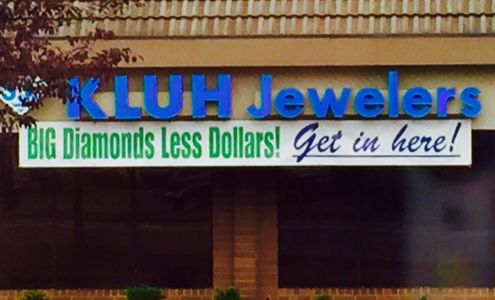 KLUH Jewelers
BIG Diamonds Less Dollars! Get in here!